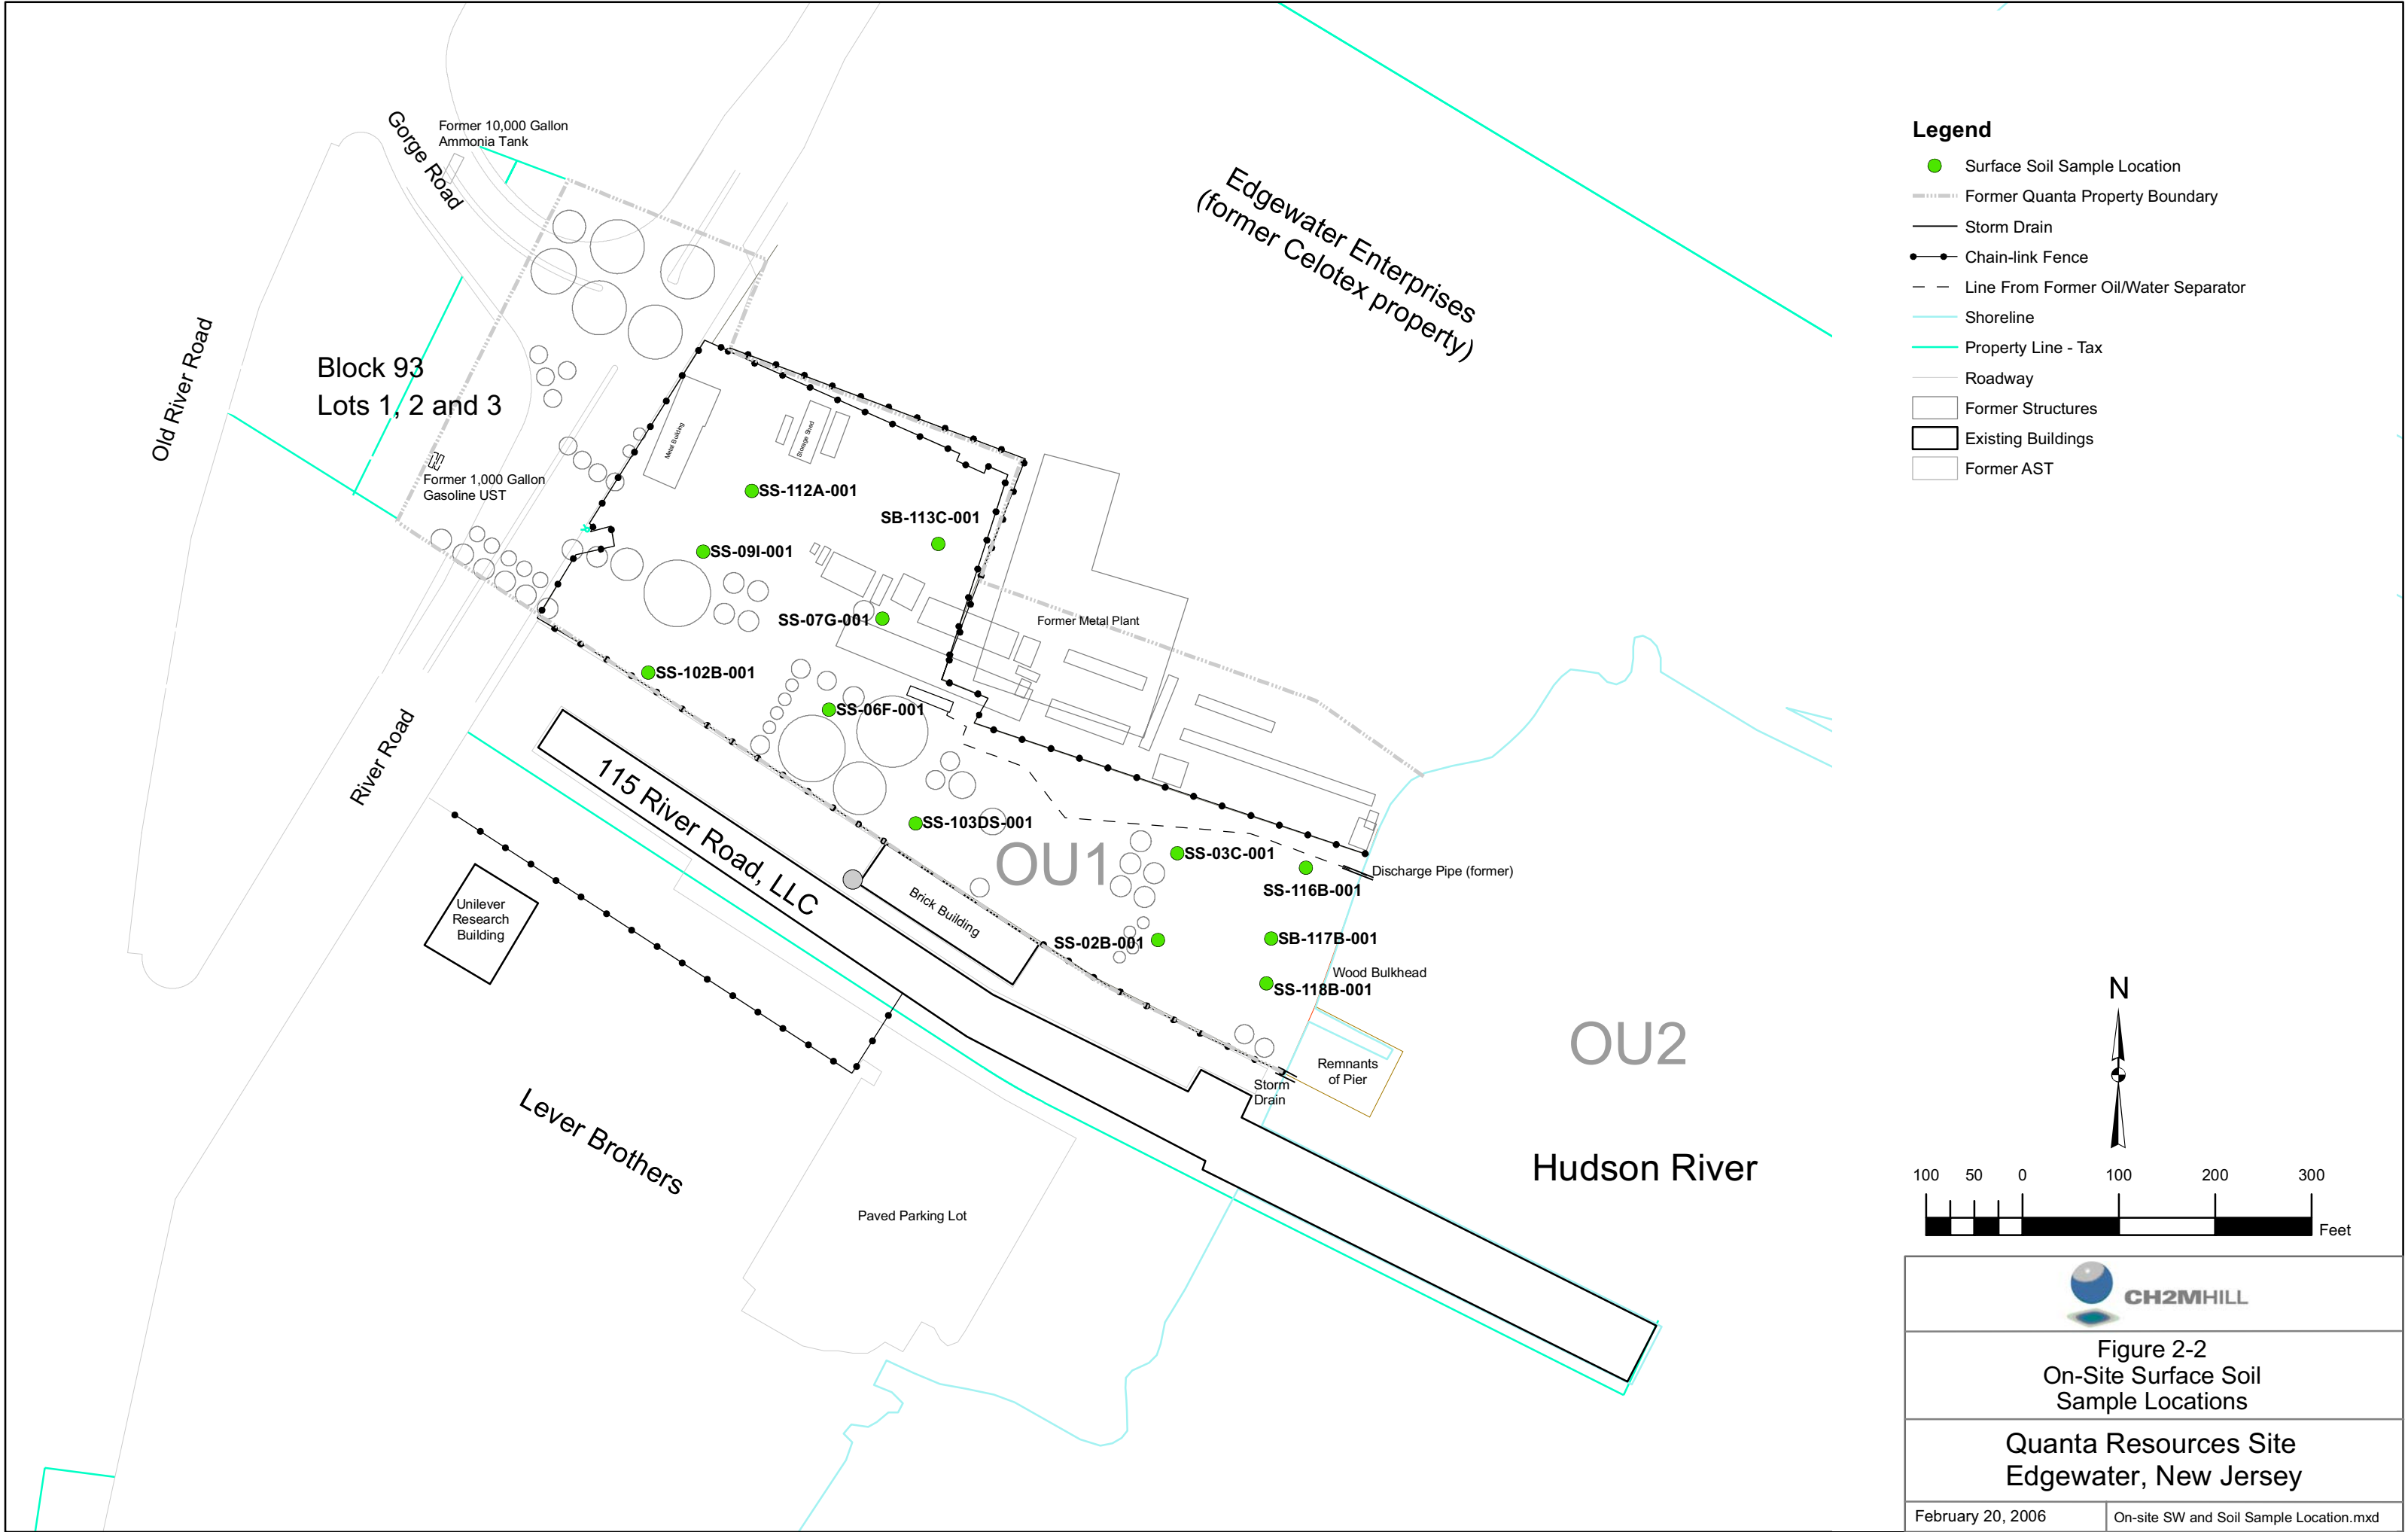 Former 10,000 Gallon
Ammonia Tank
Gorge Road
Edgewater Enterprises
(former Celotex property)
Old River Road
Block 93
Lots 1, 2 and 3
Former 1,000 Gallon
Gasoline UST
Metal Building
Storage Shed
SS-112A-001
SB-113C-001
SS-09I-001
SS-07G-001
Former Metal Plant
SS-102B-001
SS-06F-001
River Road
115 River Road, LLC
SS-103DS-001
OU1
SS-03C-001
SS-116B-001
Discharge Pipe (former)
Unilever
Research
Building
Brick Building
SS-02B-001
SB-117B-001
Wood Bulkhead
SS-118B-001
OU2
Remnants
of Pier
Storm
Drain
Lever Brothers
Hudson River
Paved Parking Lot
Legend
Surface Soil Sample Location
Former Quanta Property Boundary
Storm Drain
Chain-link Fence
Line From Former Oil/Water Separator
Shoreline
Property Line - Tax
Roadway
Former Structures
Existing Buildings
Former AST
N
100 50 0 100 200 300
Feet
CH2MHILL
Figure 2-2
On-Site Surface Soil
Sample Locations
Quanta Resources Site
Edgewater, New Jersey
February 20, 2006
On-site SW and Soil Sample Location.mxd